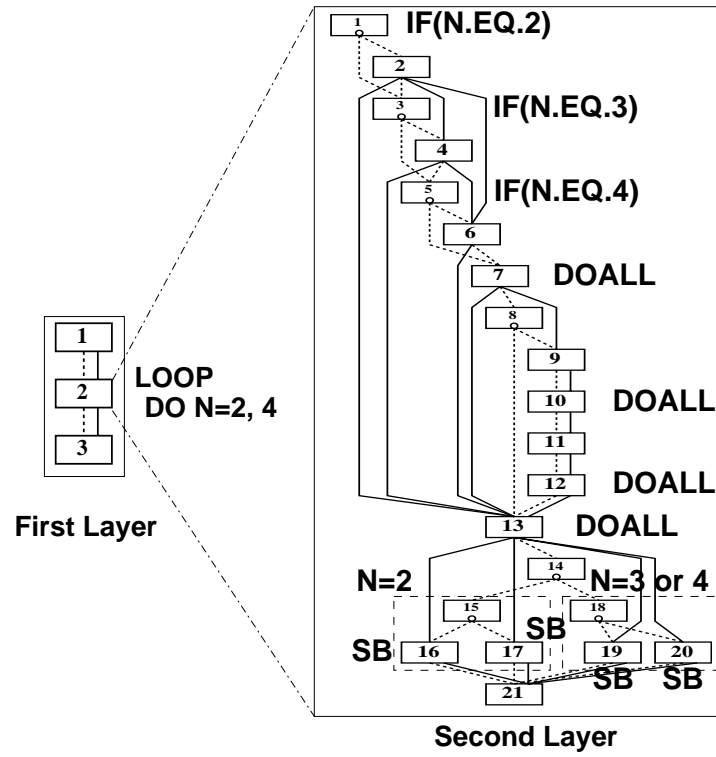 1 IF(N.EQ.2)
2
3 IF(N.EQ.3)
4
5 IF(N.EQ.4)
6
7 DOALL
8
9
10 DOALL
11
12 DOALL
13 DOALL
1
2
3
LOOP
DO N=2, 4
First Layer
14
N=2 N=3 or 4
15 18
SB 16 17 SB 19 20
SB SB
21
Second Layer